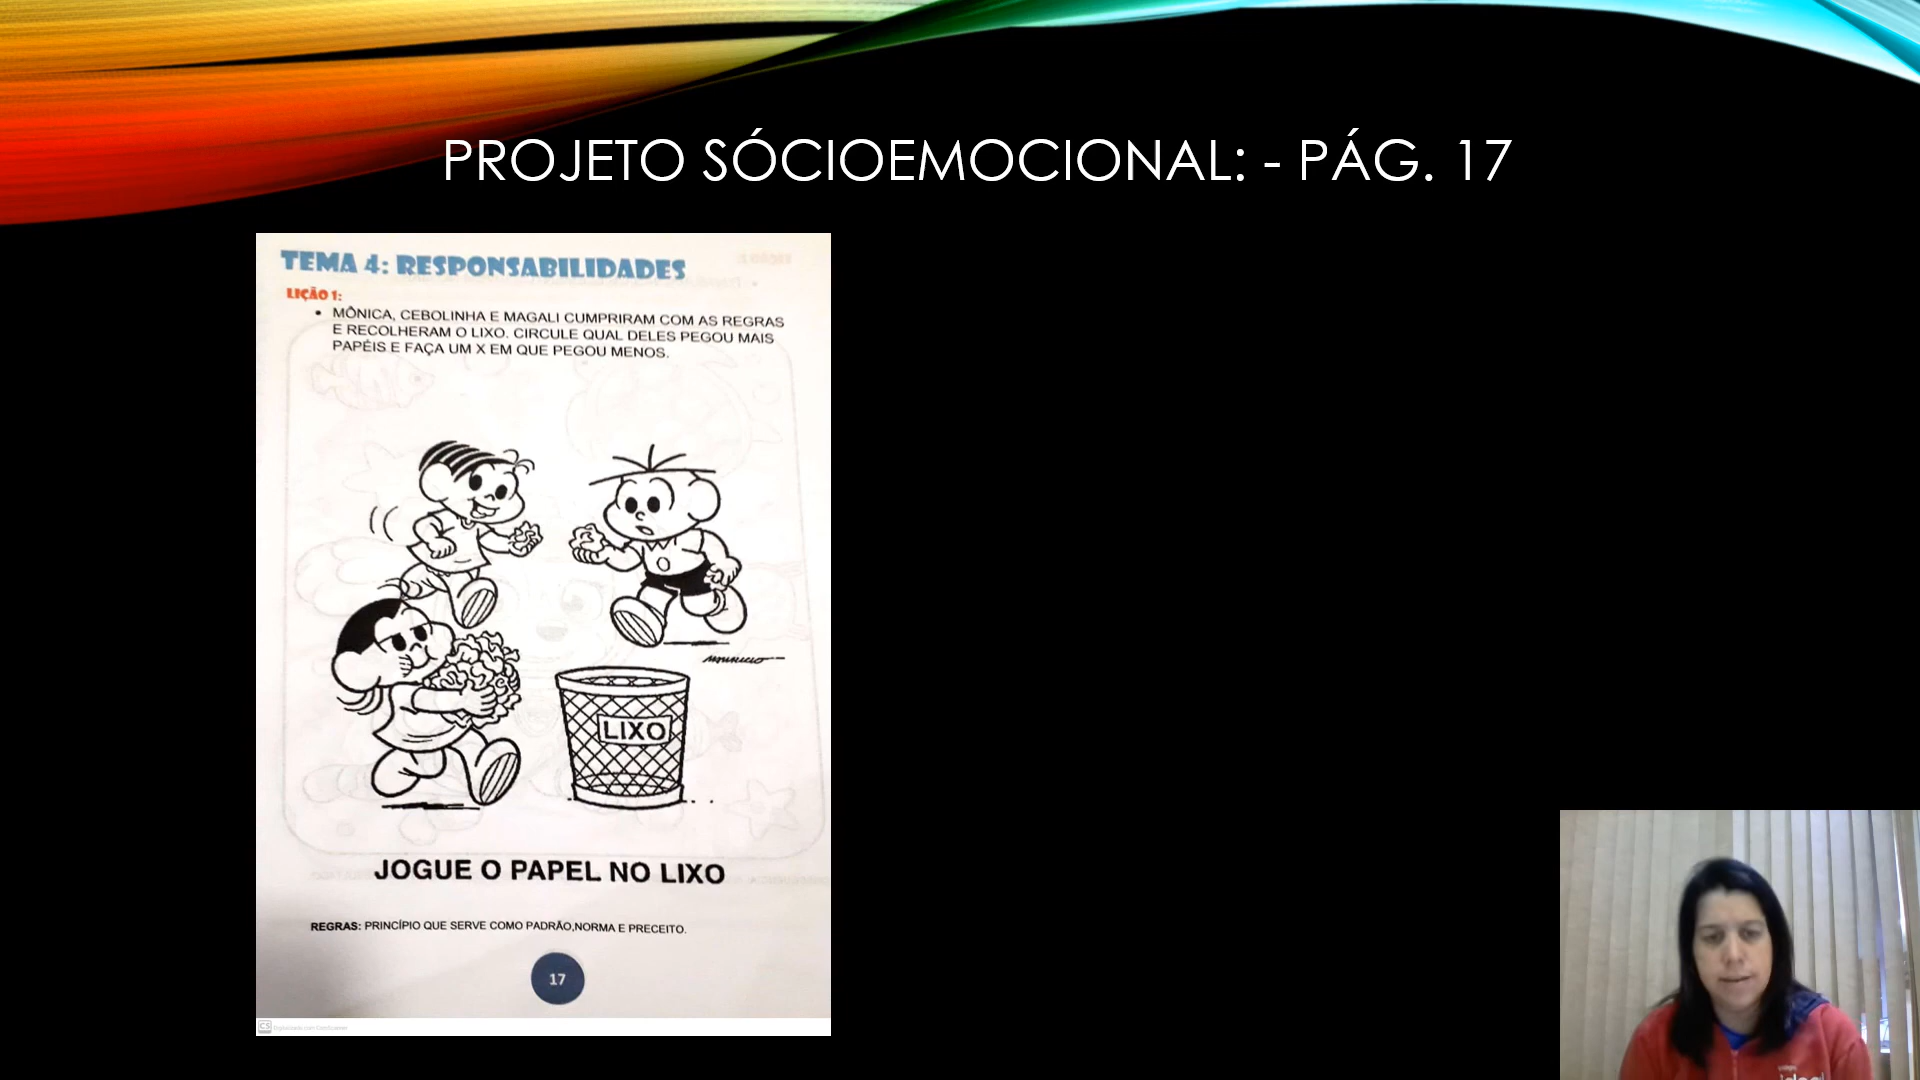 PROJETO SÓCIOEMOCIONAL: - PÁG. 17
TEMA 4: RESPONSABILIDADES
LIÇÃO 1:
• MÔNICA, CEBOLINHA E MAGALI CUMPRIRAM COM AS REGRAS
E RECOLHERAM O LIXO. CIRCULE QUAL DELES PEGOU MAIS
PAPÉIS E FAÇA UM X EM QUE PEGOU MENOS.
LIXO
JOGUE O PAPEL NO LIXO
REGRAS: PRINCÍPIO QUE SERVE COMO PADRÃO,NORMA E PRECEITO.
17
CS